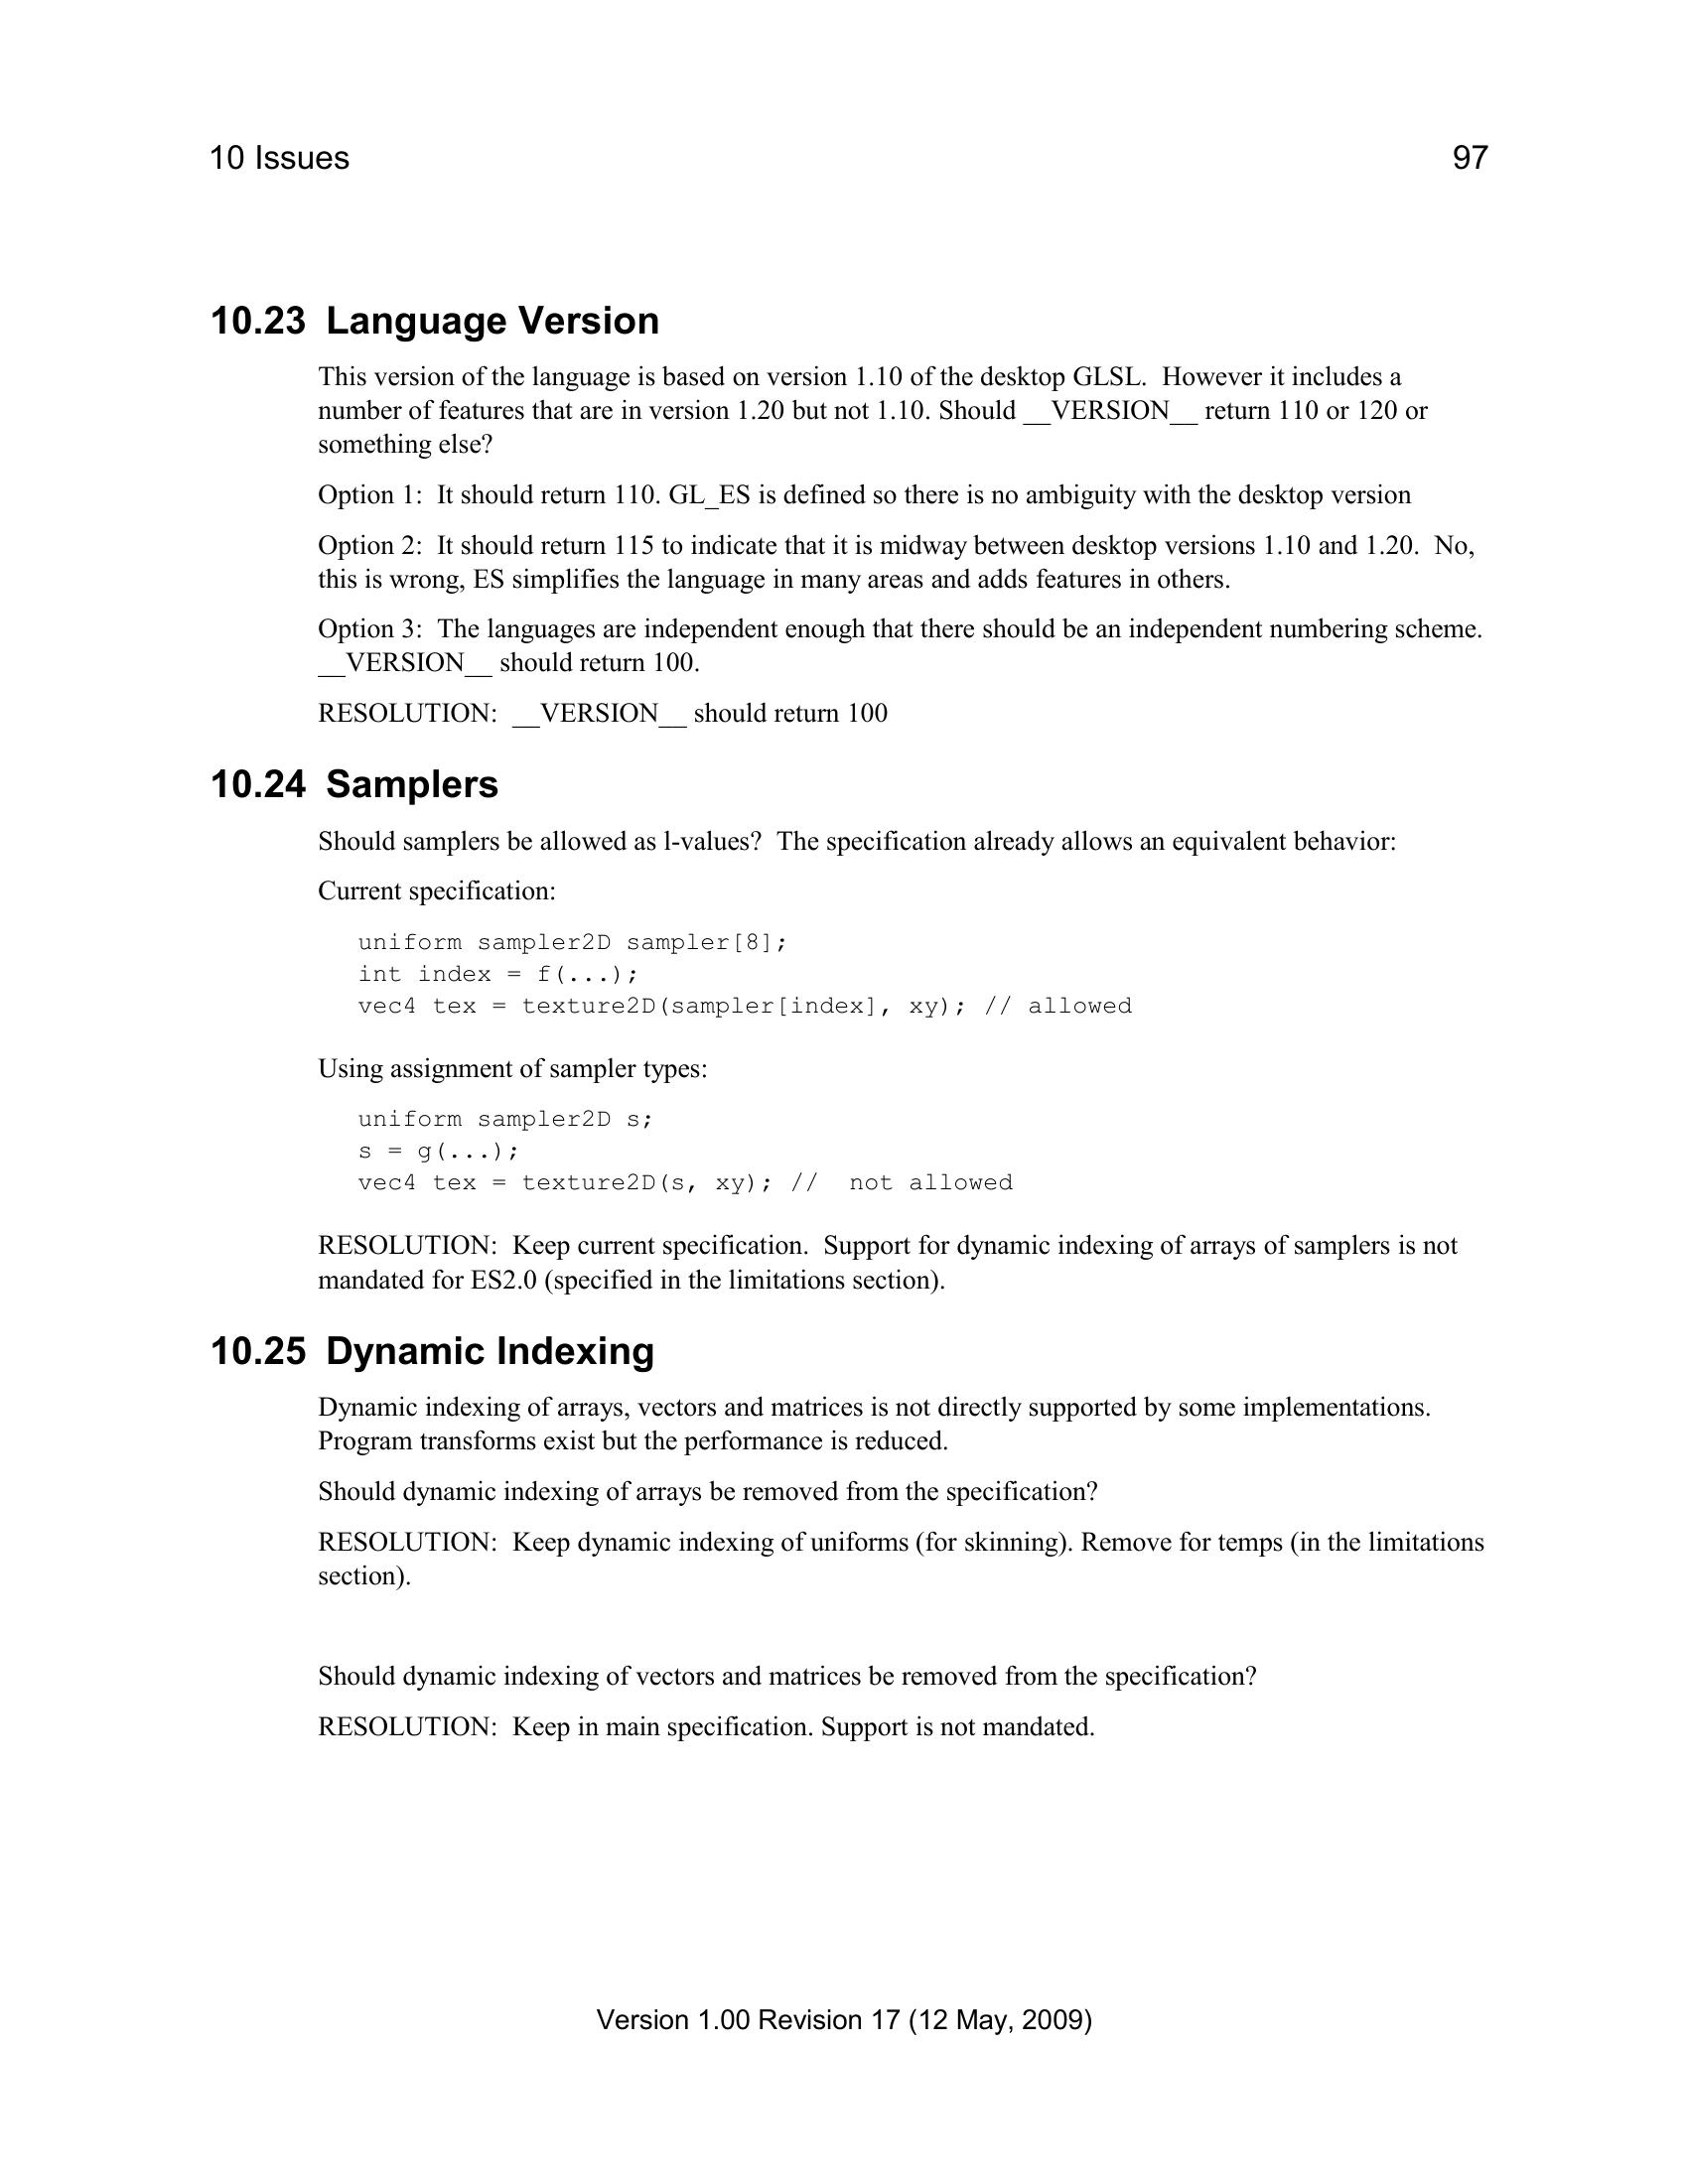 10 Issues 97
10.23 Language Version
This version of the language is based on version 1.10 of the desktop GLSL.  However it includes a
number of features that are in version 1.20 but not 1.10. Should __VERSION__ return 110 or 120 or
something else?
Option 1:  It should return 110. GL_ES is defined so there is no ambiguity with the desktop version
Option 2:  It should return 115 to indicate that it is midway between desktop versions 1.10 and 1.20.  No,
this is wrong, ES simplifies the language in many areas and adds features in others.
Option 3:  The languages are independent enough that there should be an independent numbering scheme.
__VERSION__ should return 100.
RESOLUTION:  __VERSION__ should return 100
10.24 Samplers
Should samplers be allowed as l-values?  The specification already allows an equivalent behavior:
Current specification:
uniform sampler2D sampler[8];
int index = f(...);
vec4 tex = texture2D(sampler[index], xy); // allowed
Using assignment of sampler types:
uniform sampler2D s;
s = g(...);
vec4 tex = texture2D(s, xy); //  not allowed
RESOLUTION:  Keep current specification.  Support for dynamic indexing of arrays of samplers is not
mandated for ES2.0 (specified in the limitations section).
10.25 Dynamic Indexing
Dynamic indexing of arrays, vectors and matrices is not directly supported by some implementations.
Program transforms exist but the performance is reduced.
Should dynamic indexing of arrays be removed from the specification?
RESOLUTION:  Keep dynamic indexing of uniforms (for skinning). Remove for temps (in the limitations
section).
Should dynamic indexing of vectors and matrices be removed from the specification?
RESOLUTION:  Keep in main specification. Support is not mandated.
Version 1.00 Revision 17 (12 May, 2009)